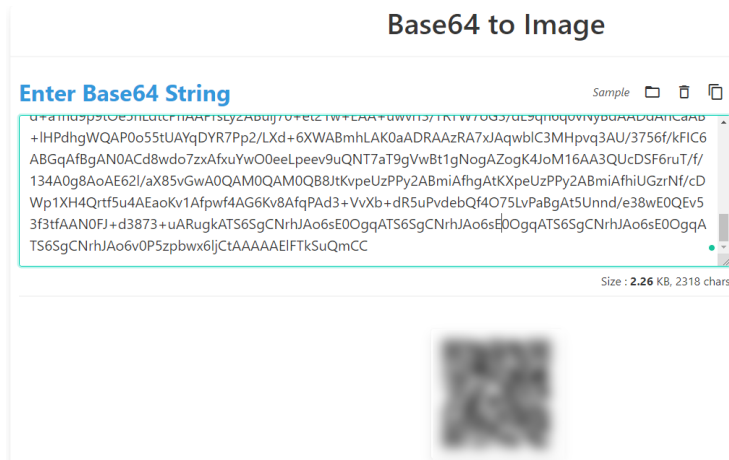 Base64 to Image
Enter Base64 String
Sample
+lHPdhgWQAP0o55tUAYqDYR7Pp2/LXd+6XWABmhLAK0aADRAAzRA7xJAqwblC3MHpvq3AU/3756f/kFIC6
ABGqAfBgAN0ACd8wdo7zxAfxuYwO0eeLpeev9uQNT7aT9gVwBt1gNogAZogK4JoM16AA3QUcDSF6ruT/f/
134A0g8AoAE62l/aX85vGwA0QAM0QAM0QB8JtKvpeUzPPy2ABmiAfhgAtKXpeUzPPy2ABmiAfhiUGzrNf/cD
Wp1XH4Qrtf5u4AEaoKv1Afpwf4AG6Kv8AfqPAd3+VvXb+dR5uPvdebQf4O75LvPaBgAt5Unnd/e38wE0QEv5
3f3tfAAN0FJ+d3873+uARugkATS6SgCNrhJAo6sE0OgqATS6SgCNrhJAo6sE0OgqATS6SgCNrhJAo6sE0OgqA
TS6SgCNrhJAo6v0P5zpbwx6ljCtAAAAAElFTkSuQmCC
Size : 2.26 KB, 2318 chars